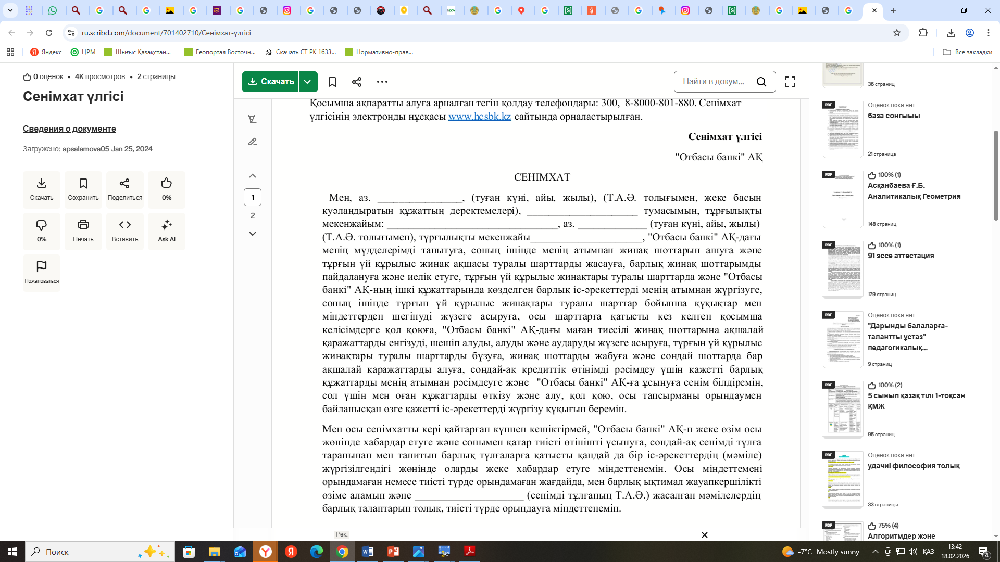 ru.scribd.com/document/701402710/Сенімхат-үлгісі
Яндекс
ЦРМ
Шығыс Қазақстан...
Геопортал Восточн...
Скачать СТ РК 1633...
Нормативно-прав...
Все закладки
0 оценок • 4K просмотров • 2 страницы
Сенімхат үлгісі
Сведения о документе
Загружено: apsalamova05 Jan 25, 2024
Скачать
Сохранить
Поделиться
0%
0%
Печать
Вставить
Ask AI
Пожаловаться
Скачать
Найти в докум...
1
2
Қосымша ақпаратты алуға арналған тегін қолдау телефондары: 300, 8-8000-801-880. Сенімхат
үлгісінің электронды нұсқасы www.hcsbk.kz сайтында орналастырылған.
Сенімхат үлгісі
"Отбасы банкі" АҚ
СЕНІМХАТ
Мен, аз. ________________, (туған күні, айы, жылы), (Т.А.Ә. толығымен, жеке басын
куәландыратын құжаттың деректемелері), _____________________ тумасымын, тұрғылықты
мекенжайым: ________________________________, аз. _____________ (туған күні, айы, жылы)
(Т.А.Ә. толығымен), тұрғылықты мекенжайы_____________________, "Отбасы банкі" АҚ-дағы
менің мүдделерімді танытуға, соның ішінде менің атымнан жинақ шоттарын ашуға және
тұрғын үй құрылыс жинақ ақшасы туралы шарттарды жасауға, барлық жинақ шоттарымды
пайдалануға және иелік етуге, тұрғын үй құрылыс жинақтары туралы шарттарда және "Отбасы
банкі" АҚ-ның ішкі құжаттарында көзделген барлық іс-әрекеттерді менің атымнан жүргізуге,
соның ішінде тұрғын үй құрылыс жинақтары туралы шарттар бойынша құқықтар мен
міндеттерден шегінуді жүзеге асыруға, осы шарттарға қатысты кез келген қосымша
келісімдерге қол қоюға, "Отбасы банкі" АҚ-дағы маған тиесілі жинақ шоттарына ақшалай
қаражаттарды енгізуді, шешіп алуды, алуды және аударуды жүзеге асыруға, тұрғын үй құрылыс
жинақтары туралы шарттарды бұзуға, жинақ шоттарды жабуға және сондай шоттарда бар
ақшалай қаражаттарды алуға, сондай-ақ кредиттік өтінімді рәсімдеу үшін қажетті барлық
құжаттарды менің атымнан рәсімдеуге және "Отбасы банкі" АҚ-ға ұсынуға сенім білдіремін,
сол үшін мен оған құжаттарды өткізу және алу, қол қою, осы тапсырманы орындаумен
байланысқан өзге қажетті іс-әрекеттерді жүргізу құқығын беремін.
Мен осы сенімхатты кері қайтарған күннен кешіктірмей, "Отбасы банкі" АҚ-н жеке өзім осы
жөнінде хабардар етуге және сонымен қатар тиісті өтінішті ұсынуға, сондай-ақ сенімді тұлға
тарапынан мен танитын барлық тұлғаларға қатысты қандай да бір іс-әрекеттердің (мәміле)
жүргізілгендігі жөнінде оларды жеке хабардар етуге міндеттенемін. Осы міндеттемені
орындамаған немесе тиісті түрде орындамаған жағдайда, мен барлық ықтимал жауапкершілікті
өзіме аламын және _____________________ (сенімді тұлғаның Т.А.Ә.) жасалған мәмілелердің
барлық талаптарын толық, тиісті түрде орындауға міндеттенемін.
Рек.
36 страниц
PDF
Оценок пока нет
база сонгыыы
21 страница
PDF
100% (1)
Асқанбаева Ғ.Б.
Аналитикалық Геометрия
148 страниц
PDF
100% (1)
91 эссе аттестация
179 страниц
PDF
Оценок пока нет
"Дарынды балаларға-
талантты ұстаз"
педагогикалық...
9 страниц
PDF
100% (2)
5 сынып қазақ тілі 1-тоқсан
ҚМЖ
95 страниц
PDF
Оценок пока нет
удачи! философия толық
33 страницы
PDF
75% (4)
Алгоритмдер және
Поиск
-7°C Mostly sunny
ҚАЗ
13:42
18.02.2026
4